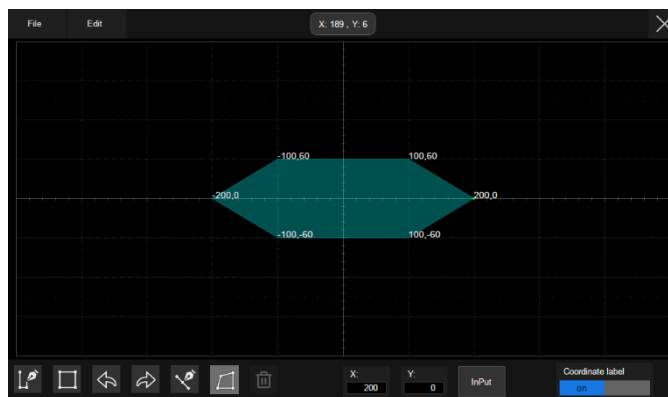 File Edit X: 189 , Y: 6
-100,60 100,60
-200,0 200,0
-100,-60 100,-60
X: Y: Coordinate label
200 0 InPut on